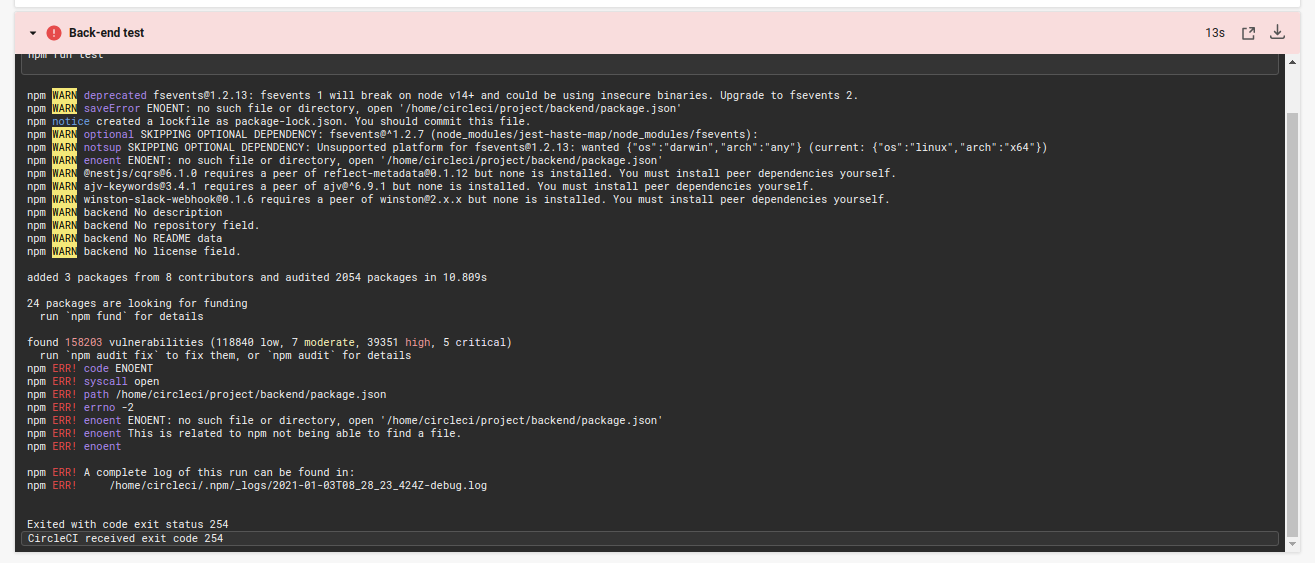 Back-end test
13s
npm run test
npm WARN deprecated fsevents@1.2.13: fsevents 1 will break on node v14+ and could be using insecure binaries. Upgrade to fsevents 2.
npm WARN saveError ENOENT: no such file or directory, open '/home/circleci/project/backend/package.json'
npm notice created a lockfile as package-lock.json. You should commit this file.
npm WARN optional SKIPPING OPTIONAL DEPENDENCY: fsevents@^1.2.7 (node_modules/jest-haste-map/node_modules/fsevents):
npm WARN notsup SKIPPING OPTIONAL DEPENDENCY: Unsupported platform for fsevents@1.2.13: wanted {"os":"darwin","arch":"any"} (current: {"os":"linux","arch":"x64"})
npm WARN enoent ENOENT: no such file or directory, open '/home/circleci/project/backend/package.json'
npm WARN @nestjs/cqrs@6.1.0 requires a peer of reflect-metadata@0.1.12 but none is installed. You must install peer dependencies yourself.
npm WARN ajv-keywords@3.4.1 requires a peer of ajv@^6.9.1 but none is installed. You must install peer dependencies yourself.
npm WARN winston-slack-webhook@0.1.6 requires a peer of winston@2.x.x but none is installed. You must install peer dependencies yourself.
npm WARN backend No description
npm WARN backend No repository field.
npm WARN backend No README data
npm WARN backend No license field.
added 3 packages from 8 contributors and audited 2054 packages in 10.809s
24 packages are looking for funding
run `npm fund` for details
found 158203 vulnerabilities (118840 low, 7 moderate, 39351 high, 5 critical)
run `npm audit fix` to fix them, or `npm audit` for details
npm ERR! code ENOENT
npm ERR! syscall open
npm ERR! path /home/circleci/project/backend/package.json
npm ERR! errno -2
npm ERR! enoent ENOENT: no such file or directory, open '/home/circleci/project/backend/package.json'
npm ERR! enoent This is related to npm not being able to find a file.
npm ERR! enoent
npm ERR! A complete log of this run can be found in:
npm ERR! /home/circleci/.npm/_logs/2021-01-03T08_28_23_424Z-debug.log
Exited with code exit status 254
CircleCI received exit code 254